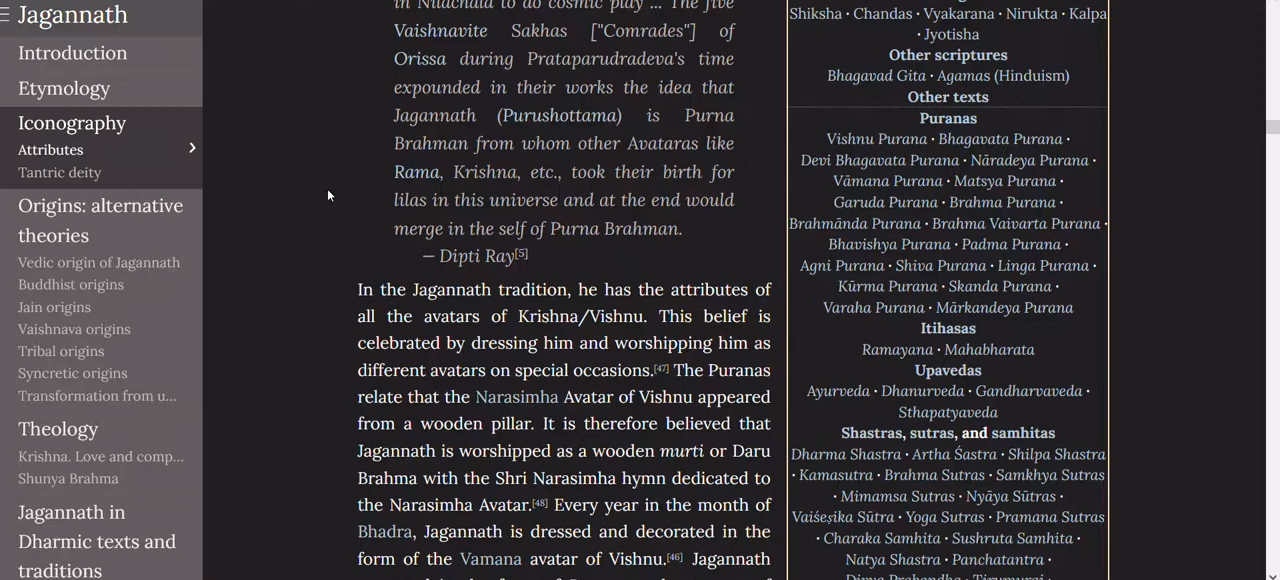 Jagannath
Introduction
Etymology
Iconography
Attributes
Tantric deity
Origins: alternative
theories
Vedic origin of Jagannath
Buddhist origins
Jain origins
Vaishnava origins
Tribal origins
Syncretic origins
Transformation from u...
Theology
Krishna. Love and comp...
Shunya Brahma
Jagannath in
Dharmic texts and
traditions
in Nilachala to do cosmic play ... The five
Vaishnavite Sakhas ["Comrades"] of
Orissa during Prataparudradeva's time
expounded in their works the idea that
Jagannath (Purushottama) is Purna
Brahman from whom other Avataras like
Rama, Krishna, etc., took their birth for
lilas in this universe and at the end would
merge in the self of Purna Brahman.
— Dipti Ray[5]
In the Jagannath tradition, he has the attributes of
all the avatars of Krishna/Vishnu. This belief is
celebrated by dressing him and worshipping him as
different avatars on special occasions.[47] The Puranas
relate that the Narasimha Avatar of Vishnu appeared
from a wooden pillar. It is therefore believed that
Jagannath is worshipped as a wooden murti or Daru
Brahma with the Shri Narasimha hymn dedicated to
the Narasimha Avatar.[48] Every year in the month of
Bhadra, Jagannath is dressed and decorated in the
form of the Vamana avatar of Vishnu.[46] Jagannath
Shiksha · Chandas · Vyakarana · Nirukta · Kalpa
· Jyotisha
Other scriptures
Bhagavad Gita · Agamas (Hinduism)
Other texts
Puranas
Vishnu Purana · Bhagavata Purana ·
Devi Bhagavata Purana · Nāradeya Purana ·
Vāmana Purana · Matsya Purana ·
Garuda Purana · Brahma Purana ·
Brahmānda Purana · Brahma Vaivarta Purana ·
Bhavishya Purana · Padma Purana ·
Agni Purana · Shiva Purana · Linga Purana ·
Kūrma Purana · Skanda Purana ·
Varaha Purana · Mārkandeya Purana
Itihasas
Ramayana · Mahabharata
Upavedas
Ayurveda · Dhanurveda · Gandharvaveda ·
Sthapatyaveda
Shastras, sutras, and samhitas
Dharma Shastra · Artha Śastra · Shilpa Shastra
· Kamasutra · Brahma Sutras · Samkhya Sutras
· Mimamsa Sutras · Nyāya Sūtras ·
Vaiśeṣika Sūtra · Yoga Sutras · Pramana Sutras
· Charaka Samhita · Sushruta Samhita ·
Natya Shastra · Panchatantra ·